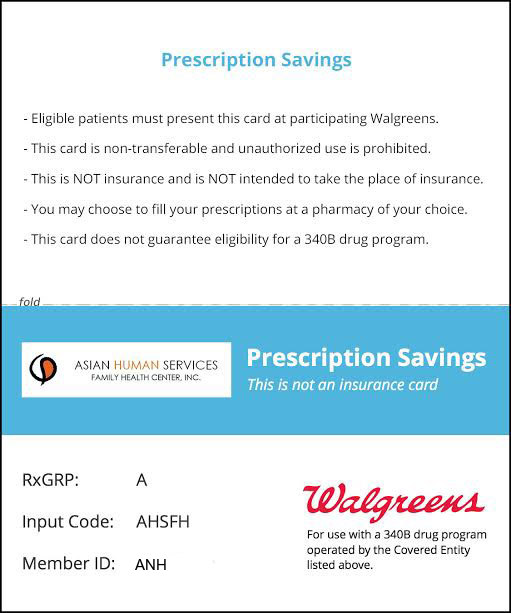 Prescription Savings
- Eligible patients must present this card at participating Walgreens.
- This card is non-transferable and unauthorized use is prohibited.
- This is NOT insurance and is NOT intended to take the place of insurance.
- You may choose to fill your prescriptions at a pharmacy of your choice.
- This card does not guarantee eligibility for a 340B drug program.
fold
ASIAN HUMAN SERVICES
FAMILY HEALTH CENTER, INC.
Prescription Savings
This is not an insurance card
RxGRP: A
Input Code: AHSFH
Member ID: ANH
Walgreens
For use with a 340B drug program
operated by the Covered Entity
listed above.